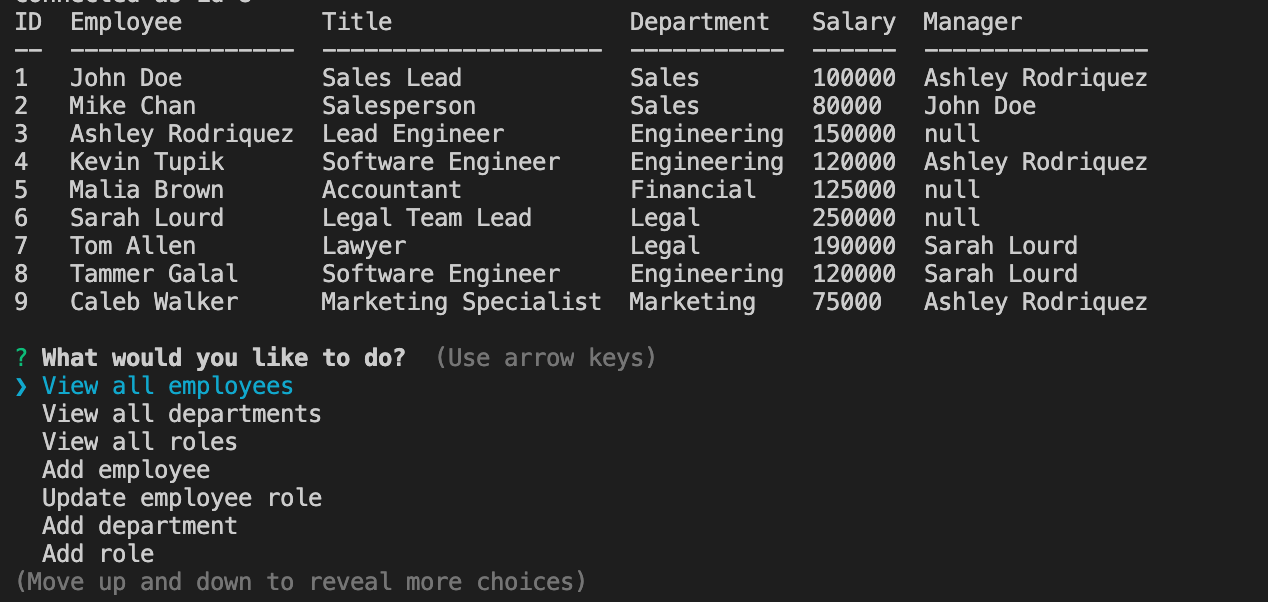 connected as id
ID  Employee          Title                 Department   Salary  Manager
--  ----------------  --------------------  -----------  ------  ----------------
1   John Doe          Sales Lead            Sales        100000  Ashley Rodriquez
2   Mike Chan         Salesperson           Sales        80000   John Doe
3   Ashley Rodriquez  Lead Engineer         Engineering  150000  null
4   Kevin Tupik       Software Engineer     Engineering  120000  Ashley Rodriquez
5   Malia Brown       Accountant            Financial    125000  null
6   Sarah Lourd       Legal Team Lead       Legal        250000  null
7   Tom Allen         Lawyer                Legal        190000  Sarah Lourd
8   Tammer Galal      Software Engineer     Engineering  120000  Sarah Lourd
9   Caleb Walker      Marketing Specialist  Marketing    75000   Ashley Rodriquez
? What would you like to do?  (Use arrow keys)
❯ View all employees
  View all departments
  View all roles
  Add employee
  Update employee role
  Add department
  Add role
(Move up and down to reveal more choices)